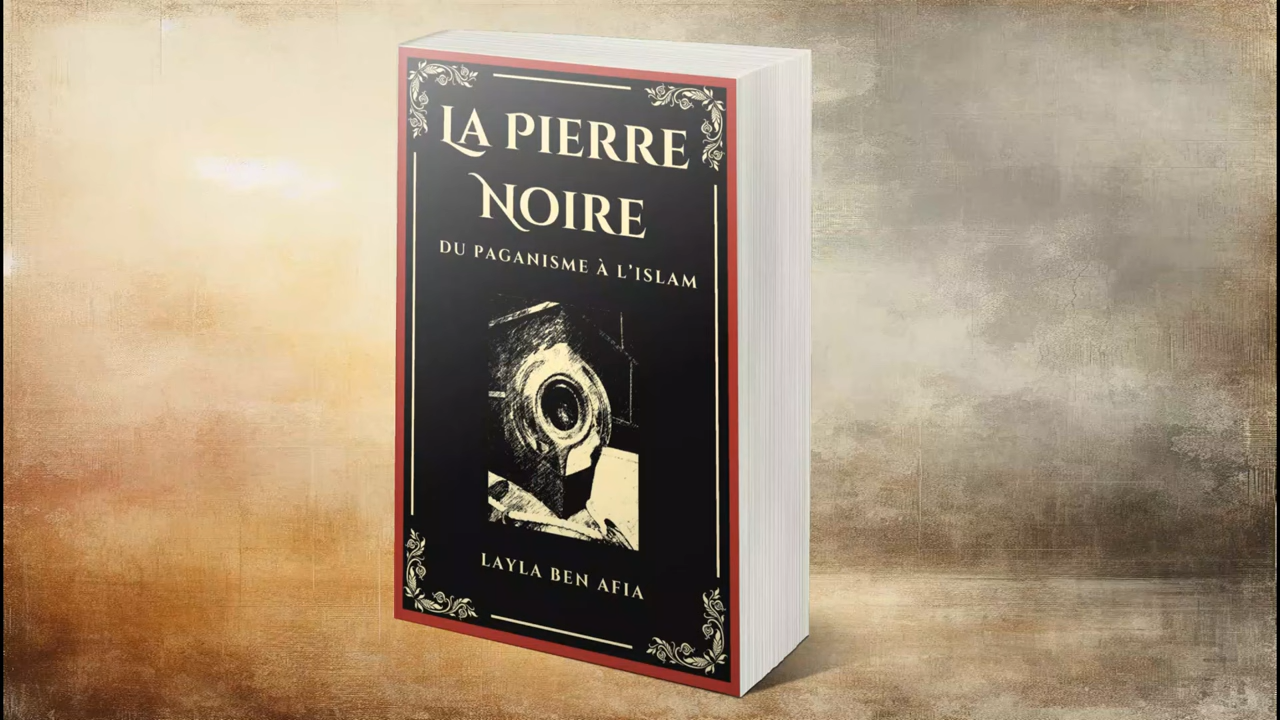 LA PIERRE
NOIRE
DU PAGANISME À L'ISLAM
LAYLA BEN AFIA